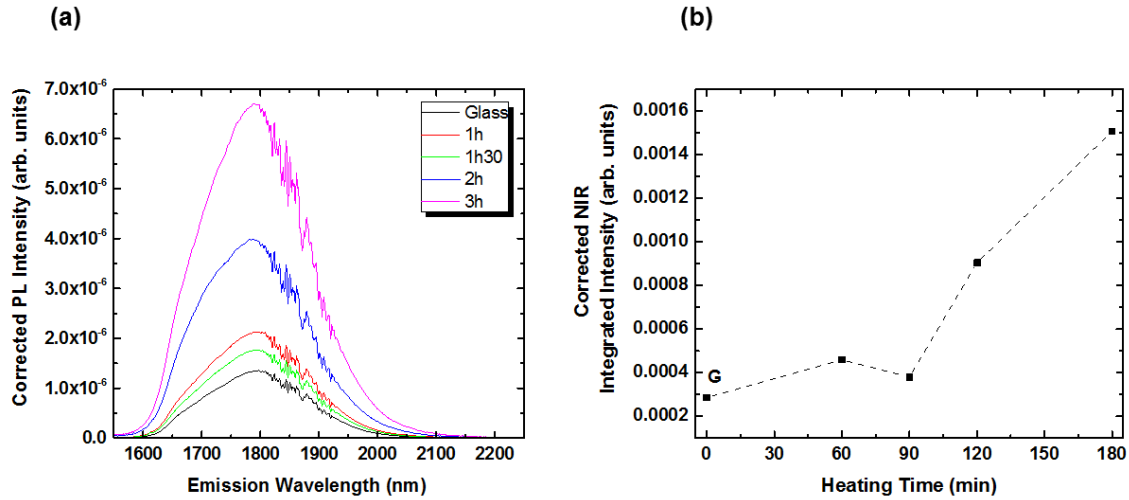 (a)
(b)
Corrected PL Intensity (arb. units)
7.0x10⁻⁶
6.0x10⁻⁶
5.0x10⁻⁶
4.0x10⁻⁶
3.0x10⁻⁶
2.0x10⁻⁶
1.0x10⁻⁶
0.0
Glass
1h
1h30
2h
3h
1600 1700 1800 1900 2000 2100 2200
Emission Wavelength (nm)
Corrected NIR
Integrated Intensity (arb. units)
0.0016
0.0014
0.0012
0.0010
0.0008
0.0006
0.0004
0.0002
G
0 30 60 90 120 150 180
Heating Time (min)